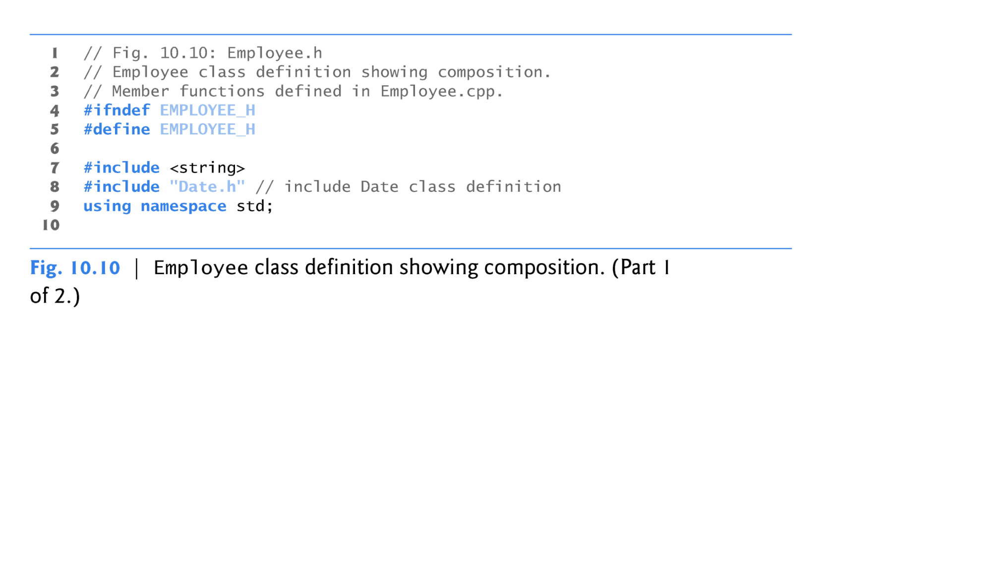 1 // Fig. 10.10: Employee.h
2 // Employee class definition showing composition.
3 // Member functions defined in Employee.cpp.
4 #ifndef EMPLOYEE_H
5 #define EMPLOYEE_H
6
7 #include <string>
8 #include "Date.h" // include Date class definition
9 using namespace std;
10
Fig. 10.10 | Employee class definition showing composition. (Part 1
of 2.)